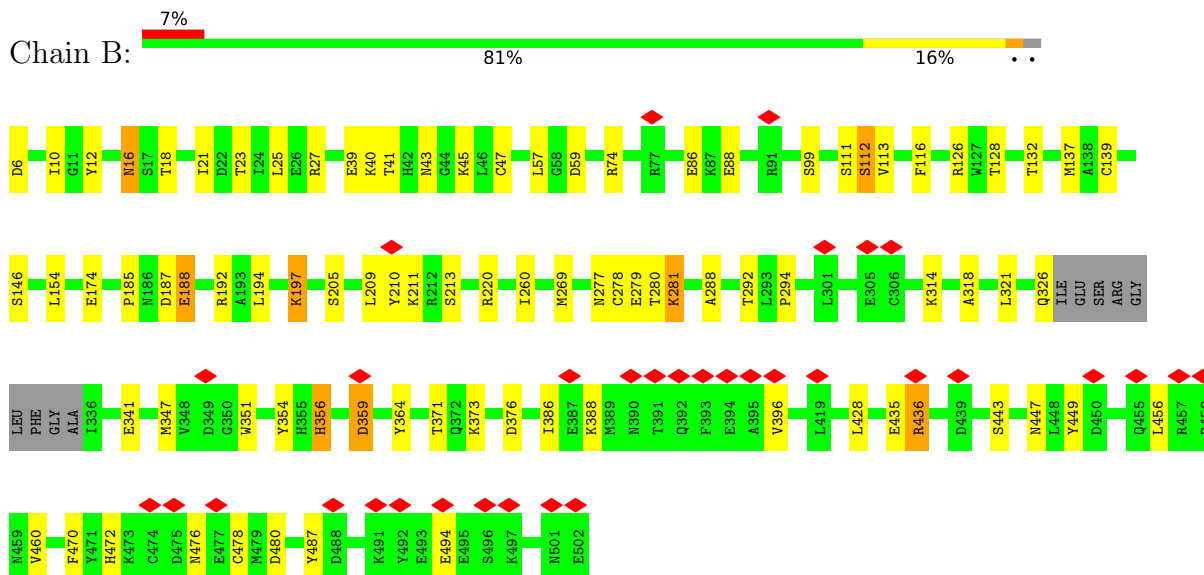 7%
Chain B:
81% 16% • •
D6 I10 G11 Y12 N16 S17 T18 I21 D22 T23 I24 L25 E26 R27 E39 K40 T41 H42 N43 G44 K45 L46 C47 L57 G58 D59 R74 R77 E86 K87 E88 R91 S99 S111 S112 V113 F116 R126 W127 T128 T132 M137 A138 C139
S146 L154 E174 P185 N186 D187 E188 R192 A193 L194 K197 S205 L209 Y210 K211 R212 S213 R220 I260 M269 N277 C278 E279 T280 K281 A288 T292 L293 P294 L301 E305 C306 K314 A318 L321 Q326 ILE GLU SER ARG GLY
LEU PHE GLY ALA I336 E341 M347 V348 D349 G350 W351 Y354 H355 H356 D359 Y364 T371 Q372 K373 D376 I386 E387 K388 M389 N390 T391 Q392 F393 E394 A395 V396 L419 L428 E435 R436 D439 S443 N447 L448 Y449 D450 Q455 L456 R457
N459 V460 F470 Y471 H472 K473 C474 D475 N476 E477 C478 M479 D480 Y487 D488 K491 Y492 E493 E494 E495 S496 K497 N501 E502